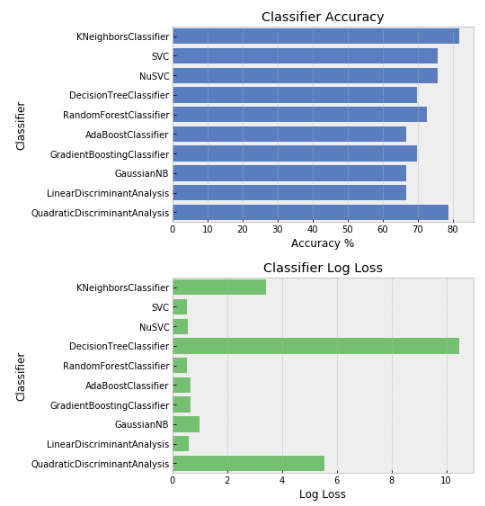 Classifier Accuracy
Classifier
KNeighborsClassifier
SVC
NuSVC
DecisionTreeClassifier
RandomForestClassifier
AdaBoostClassifier
GradientBoostingClassifier
GaussianNB
LinearDiscriminantAnalysis
QuadraticDiscriminantAnalysis
0 10 20 30 40 50 60 70 80
Accuracy %
Classifier Log Loss
Classifier
KNeighborsClassifier
SVC
NuSVC
DecisionTreeClassifier
RandomForestClassifier
AdaBoostClassifier
GradientBoostingClassifier
GaussianNB
LinearDiscriminantAnalysis
QuadraticDiscriminantAnalysis
0 2 4 6 8 10
Log Loss